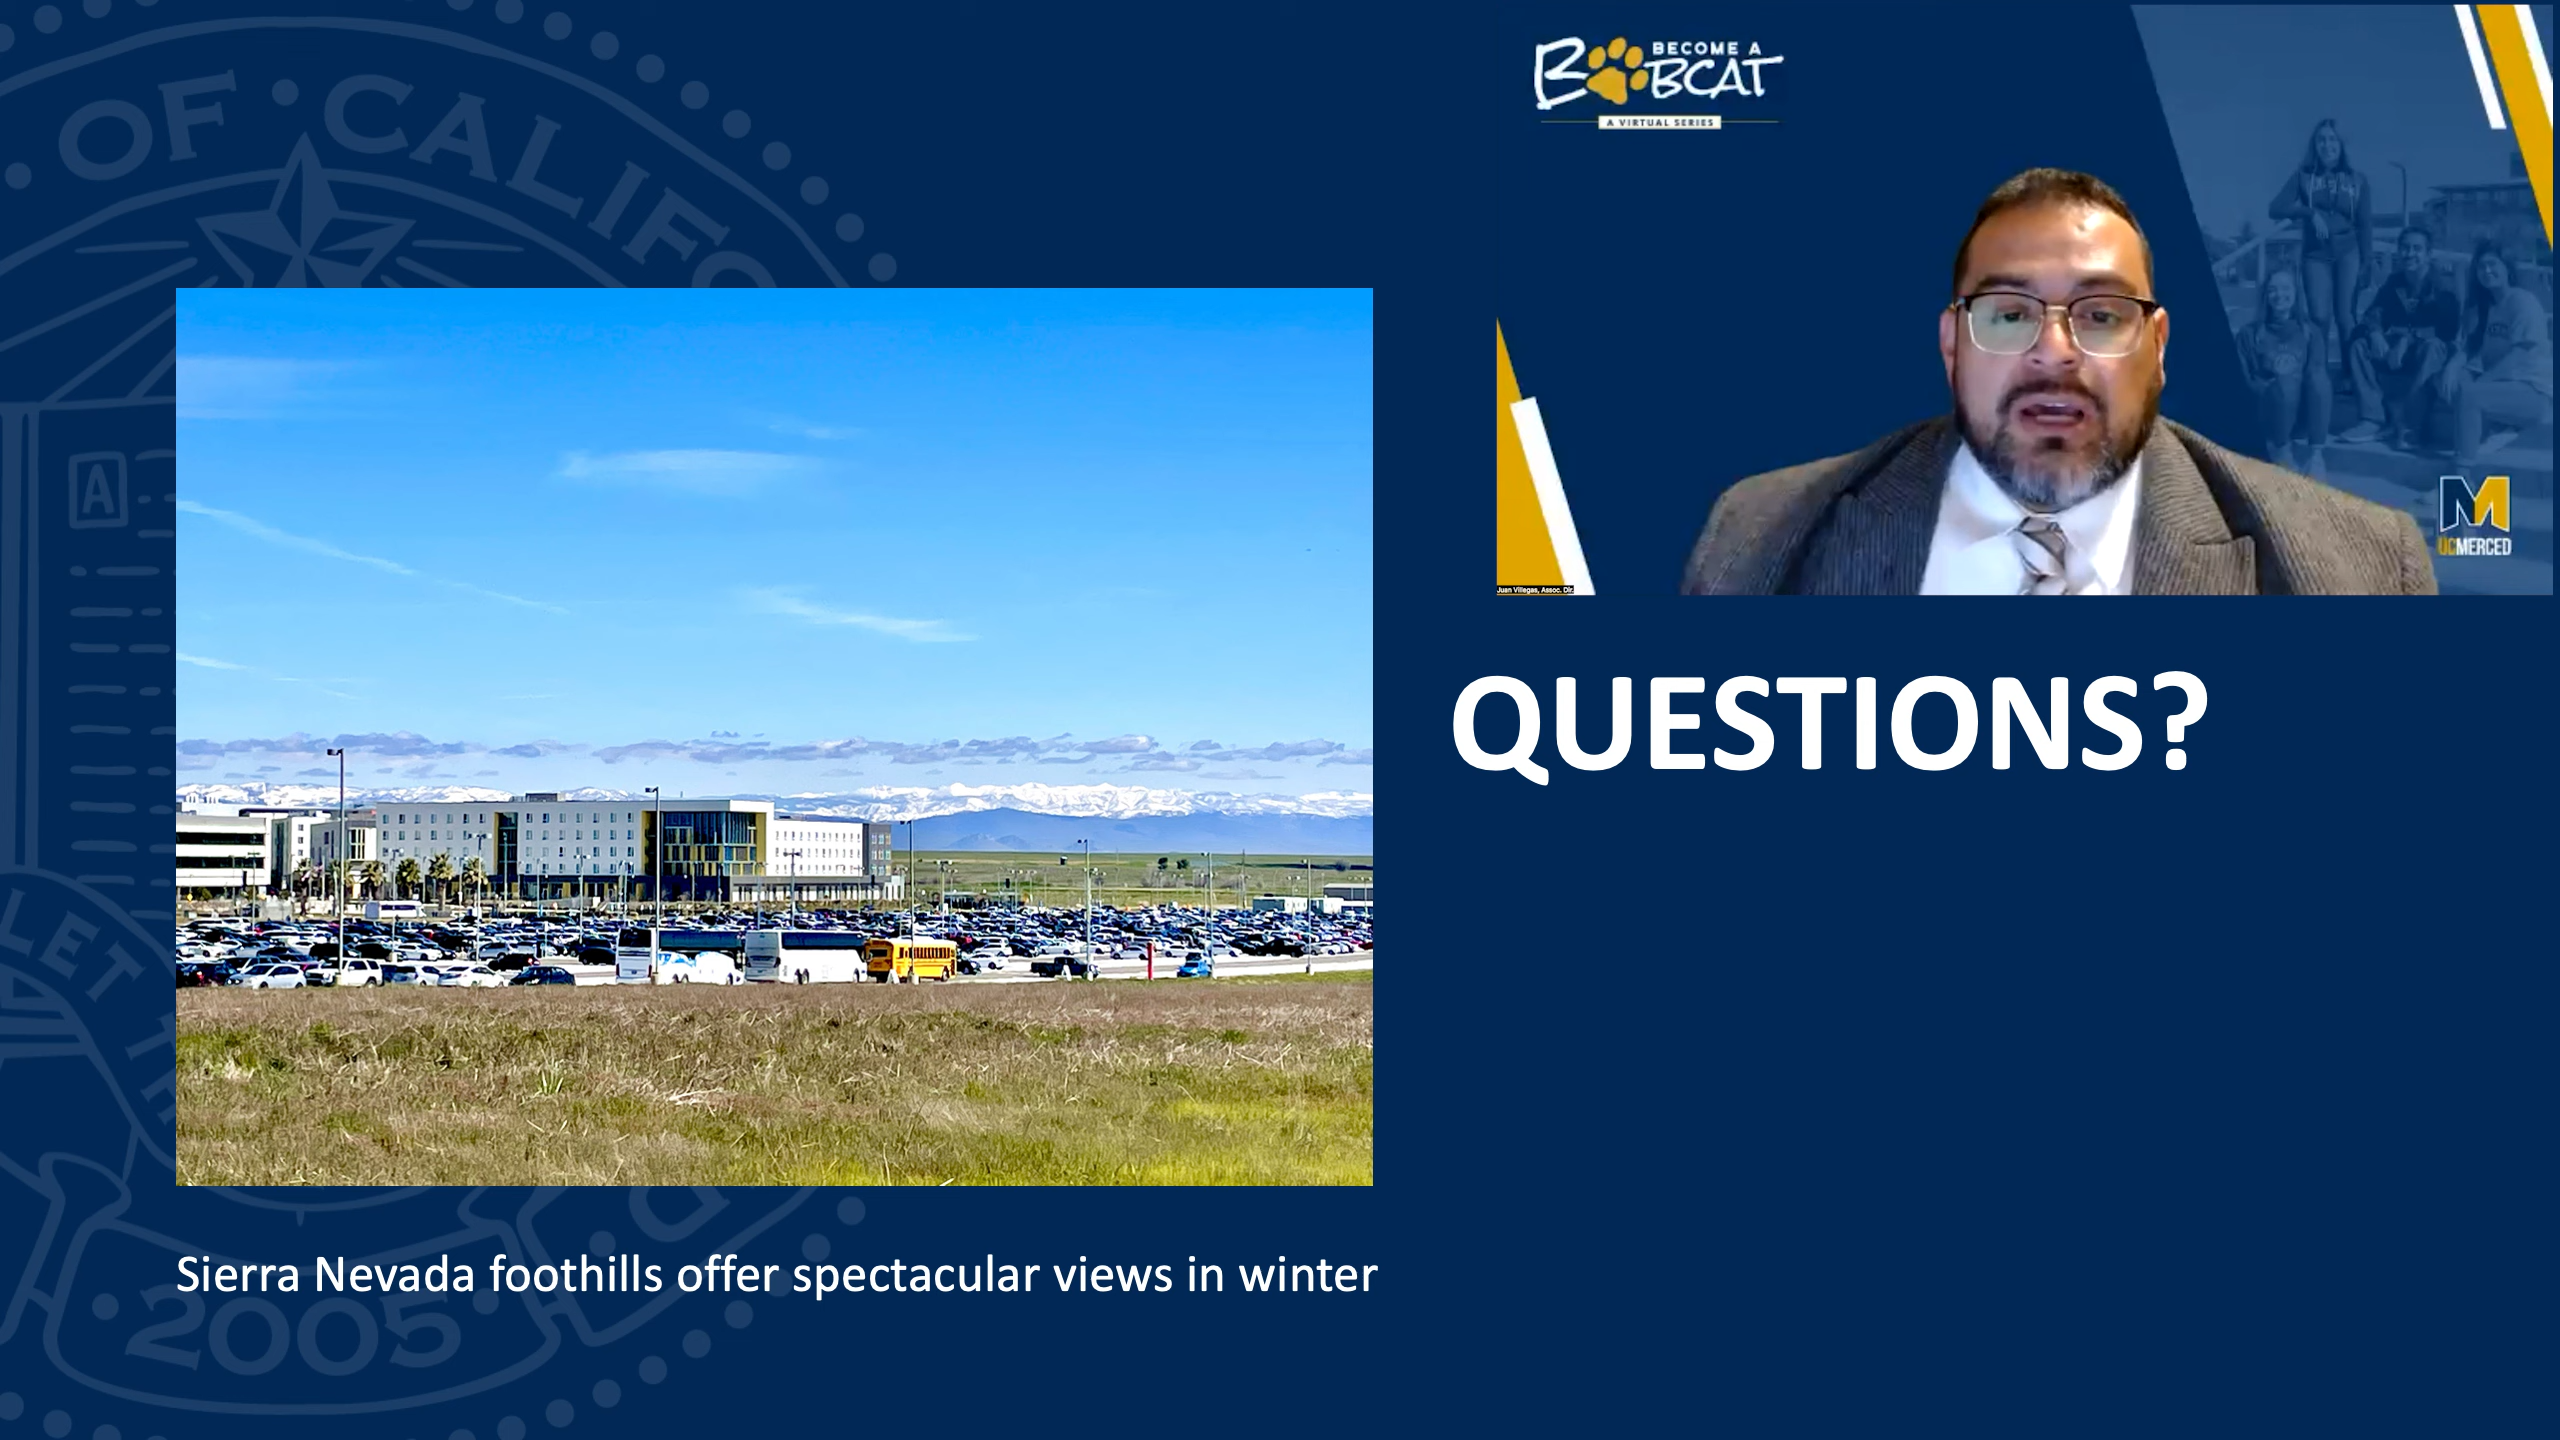 OF • CALIFO
BECOME A
BOBCAT
A VIRTUAL SERIES
UCMERCED
Juan Villegas, Assoc. Dir.
A
QUESTIONS?
LET
Sierra Nevada foothills offer spectacular views in winter
• 2005 •